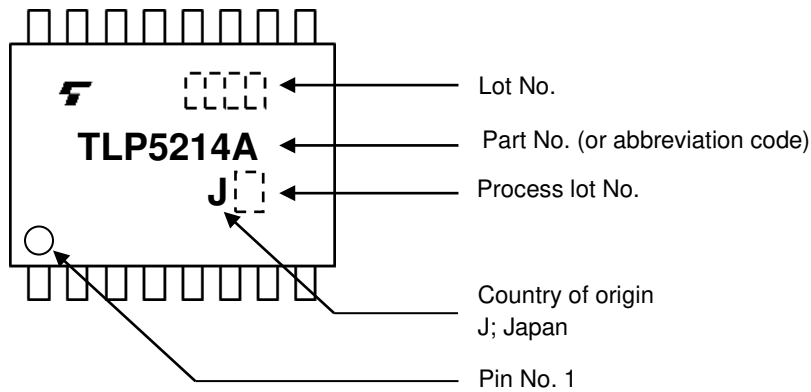 Lot No.
TLP5214A
Part No. (or abbreviation code)
J
Process lot No.
Country of origin
J; Japan
Pin No. 1